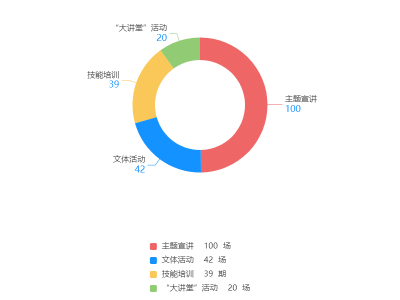 “大讲堂”活动
20
技能培训
39
主题宣讲
100
文体活动
42
主题宣讲 100 场
文体活动 42 场
技能培训 39 期
“大讲堂”活动 20 场